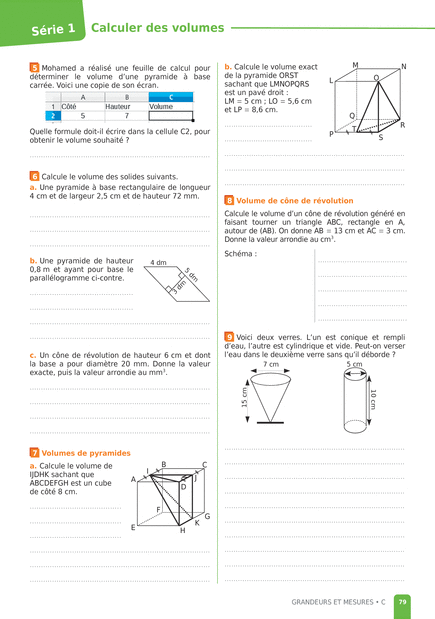 Série 1
Calculer des volumes
5 Mohamed a réalisé une feuille de calcul pour
déterminer le volume d'une pyramide à base
carrée. Voici une copie de son écran.
A B C
1 Côté Hauteur Volume
2 5 7
Quelle formule doit-il écrire dans la cellule C2, pour
obtenir le volume souhaité ?
6 Calcule le volume des solides suivants.
a. Une pyramide à base rectangulaire de longueur
4 cm et de largeur 2,5 cm et de hauteur 72 mm.
b. Une pyramide de hauteur
0,8 m et ayant pour base le
parallélogramme ci-contre.
4 dm
5 dm
3 dm
c. Un cône de révolution de hauteur 6 cm et dont
la base a pour diamètre 20 mm. Donne la valeur
exacte, puis la valeur arrondie au mm³.
7 Volumes de pyramides
a. Calcule le volume de
IJDHK sachant que
ABCDEFGH est un cube
de côté 8 cm.
B C
I J
A
D
F
G
K
E
H
b. Calcule le volume exact
de la pyramide ORST
sachant que LMNOPQRS
est un pavé droit :
LM = 5 cm ; LO = 5,6 cm
et LP = 8,6 cm.
M N
L O
Q
R
P T
S
8 Volume de cône de révolution
Calcule le volume d'un cône de révolution généré en
faisant tourner un triangle ABC, rectangle en A,
autour de (AB). On donne AB = 13 cm et AC = 3 cm.
Donne la valeur arrondie au cm³.
Schéma :
9 Voici deux verres. L'un est conique et rempli
d'eau, l'autre est cylindrique et vide. Peut-on verser
l'eau dans le deuxième verre sans qu'il déborde ?
7 cm
5 cm
15 cm
10 cm
GRANDEURS ET MESURES • C
79